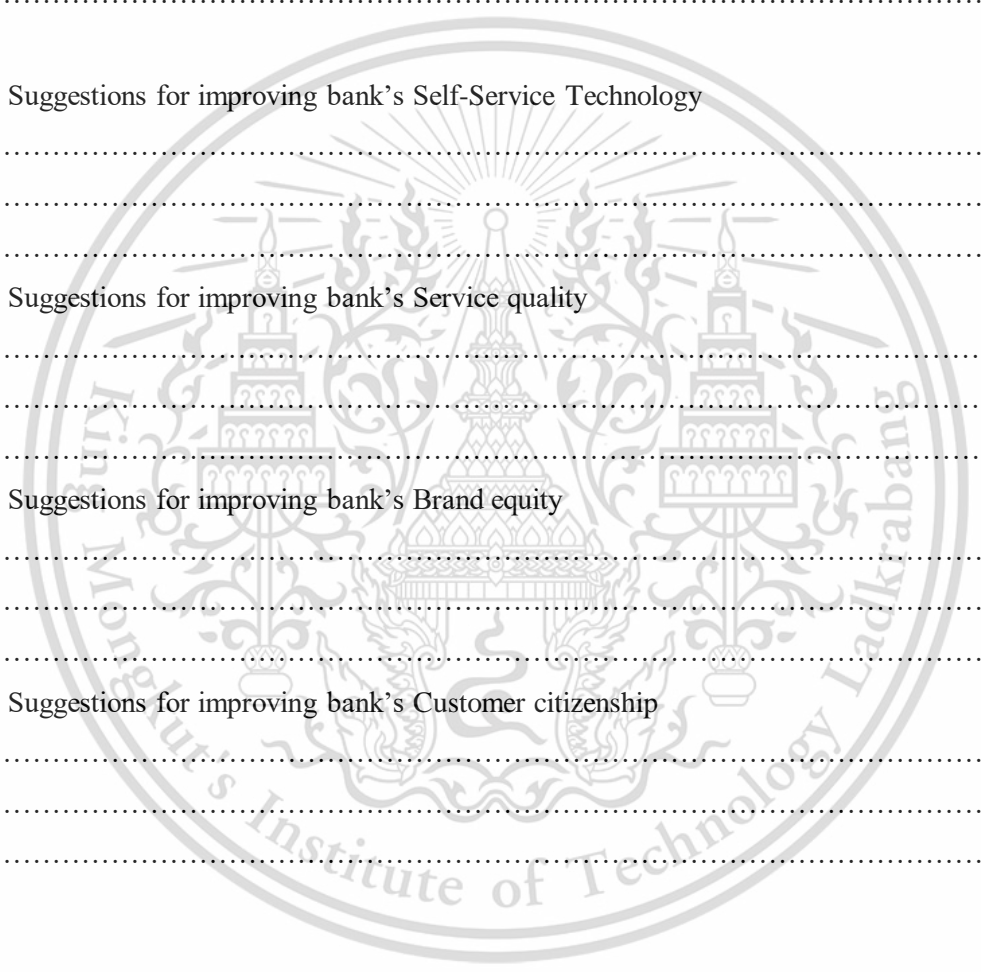 ……………………………………………………………………………………
Suggestions for improving bank’s Self-Service Technology
……………………………………………………………………………………
……………………………………………………………………………………
……………………………………………………………………………………
Suggestions for improving bank’s Service quality
……………………………………………………………………………………
……………………………………………………………………………………
……………………………………………………………………………………
Suggestions for improving bank’s Brand equity
……………………………………………………………………………………
……………………………………………………………………………………
……………………………………………………………………………………
Suggestions for improving bank’s Customer citizenship
……………………………………………………………………………………
……………………………………………………………………………………
……………………………………………………………………………………
King Mongkut's Institute of Technology Ladkrabang